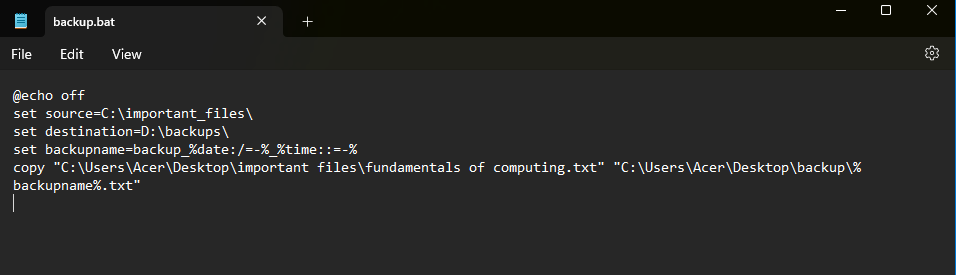 backup.bat
File Edit View
@echo off
set source=C:\important_files\
set destination=D:\backups\
set backupname=backup_%date:/=-%_%time::=-%
copy "C:\Users\Acer\Desktop\important files\fundamentals of computing.txt" "C:\Users\Acer\Desktop\backup\%
backupname%.txt"